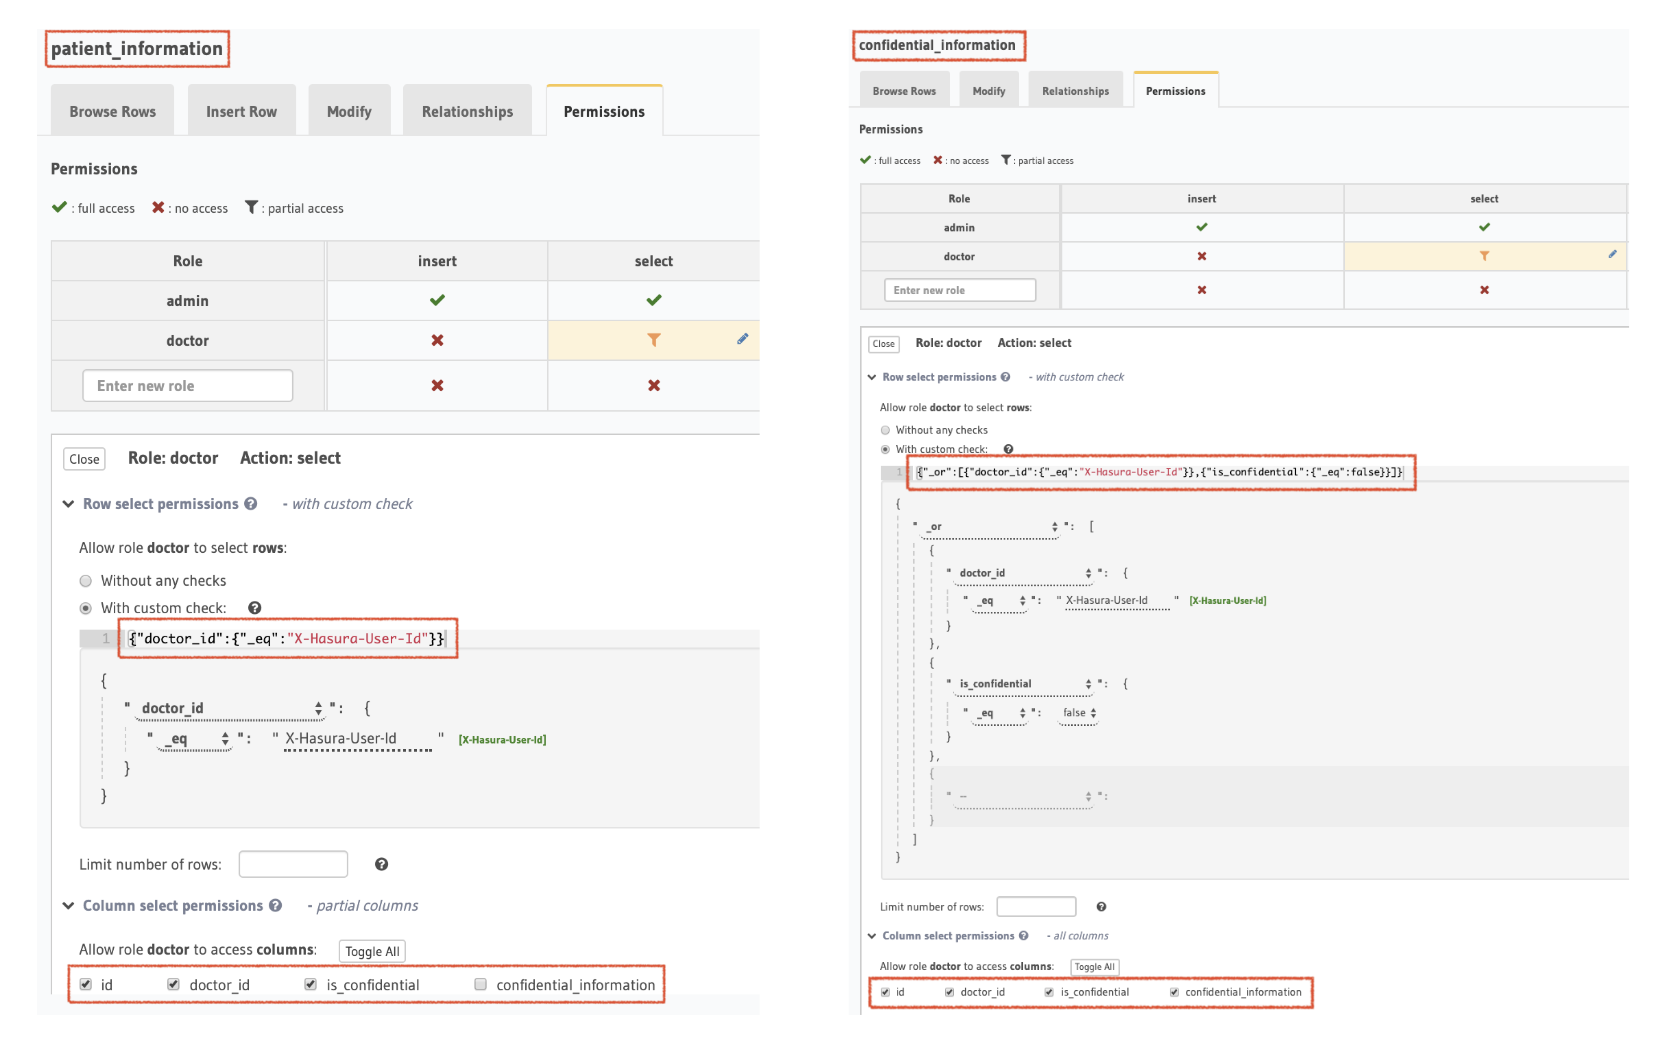 patient_information
Browse Rows Insert Row Modify Relationships Permissions
Permissions
: full access : no access : partial access
Role insert select
admin
doctor
Enter new role
Close Role: doctor Action: select
Row select permissions - with custom check
Allow role doctor to select rows:
Without any checks
With custom check:
1 {"doctor_id":{"_eq":"X-Hasura-User-Id"}}
{
" doctor_id ": {
" _eq ": " X-Hasura-User-Id " [X-Hasura-User-Id]
}
}
Limit number of rows:
Column select permissions - partial columns
Allow role doctor to access columns: Toggle All
id doctor_id is_confidential confidential_information
confidential_information
Browse Rows Modify Relationships Permissions
Permissions
: full access : no access : partial access
Role insert select
admin
doctor
Enter new role
Close Role: doctor Action: select
Row select permissions - with custom check
Allow role doctor to select rows:
Without any checks
With custom check:
1 {"_or":[{"doctor_id":{"_eq":"X-Hasura-User-Id"}},{"is_confidential":{"_eq":false}}]}
{
" _or ": [
{
" doctor_id ": {
" _eq ": " X-Hasura-User-Id " [X-Hasura-User-Id]
}
},
{
" is_confidential ": {
" _eq ": false
}
},
{
" -- ":
}
]
}
Limit number of rows:
Column select permissions - all columns
Allow role doctor to access columns: Toggle All
id doctor_id is_confidential confidential_information